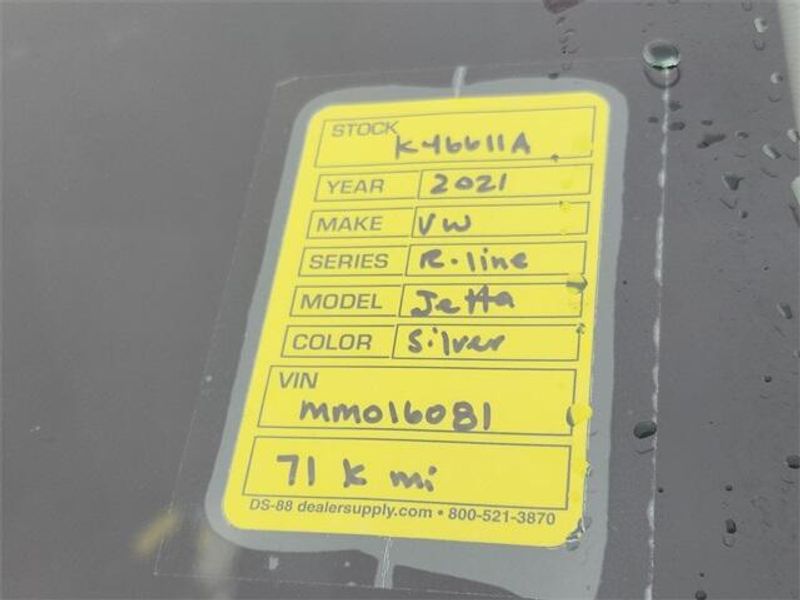 STOCK
K46611A
YEAR 2021
MAKE VW
SERIES R-line
MODEL Jetta
COLOR Silver
VIN
MM016081
71 K mi
DS-88 dealersupply.com • 800-521-3870